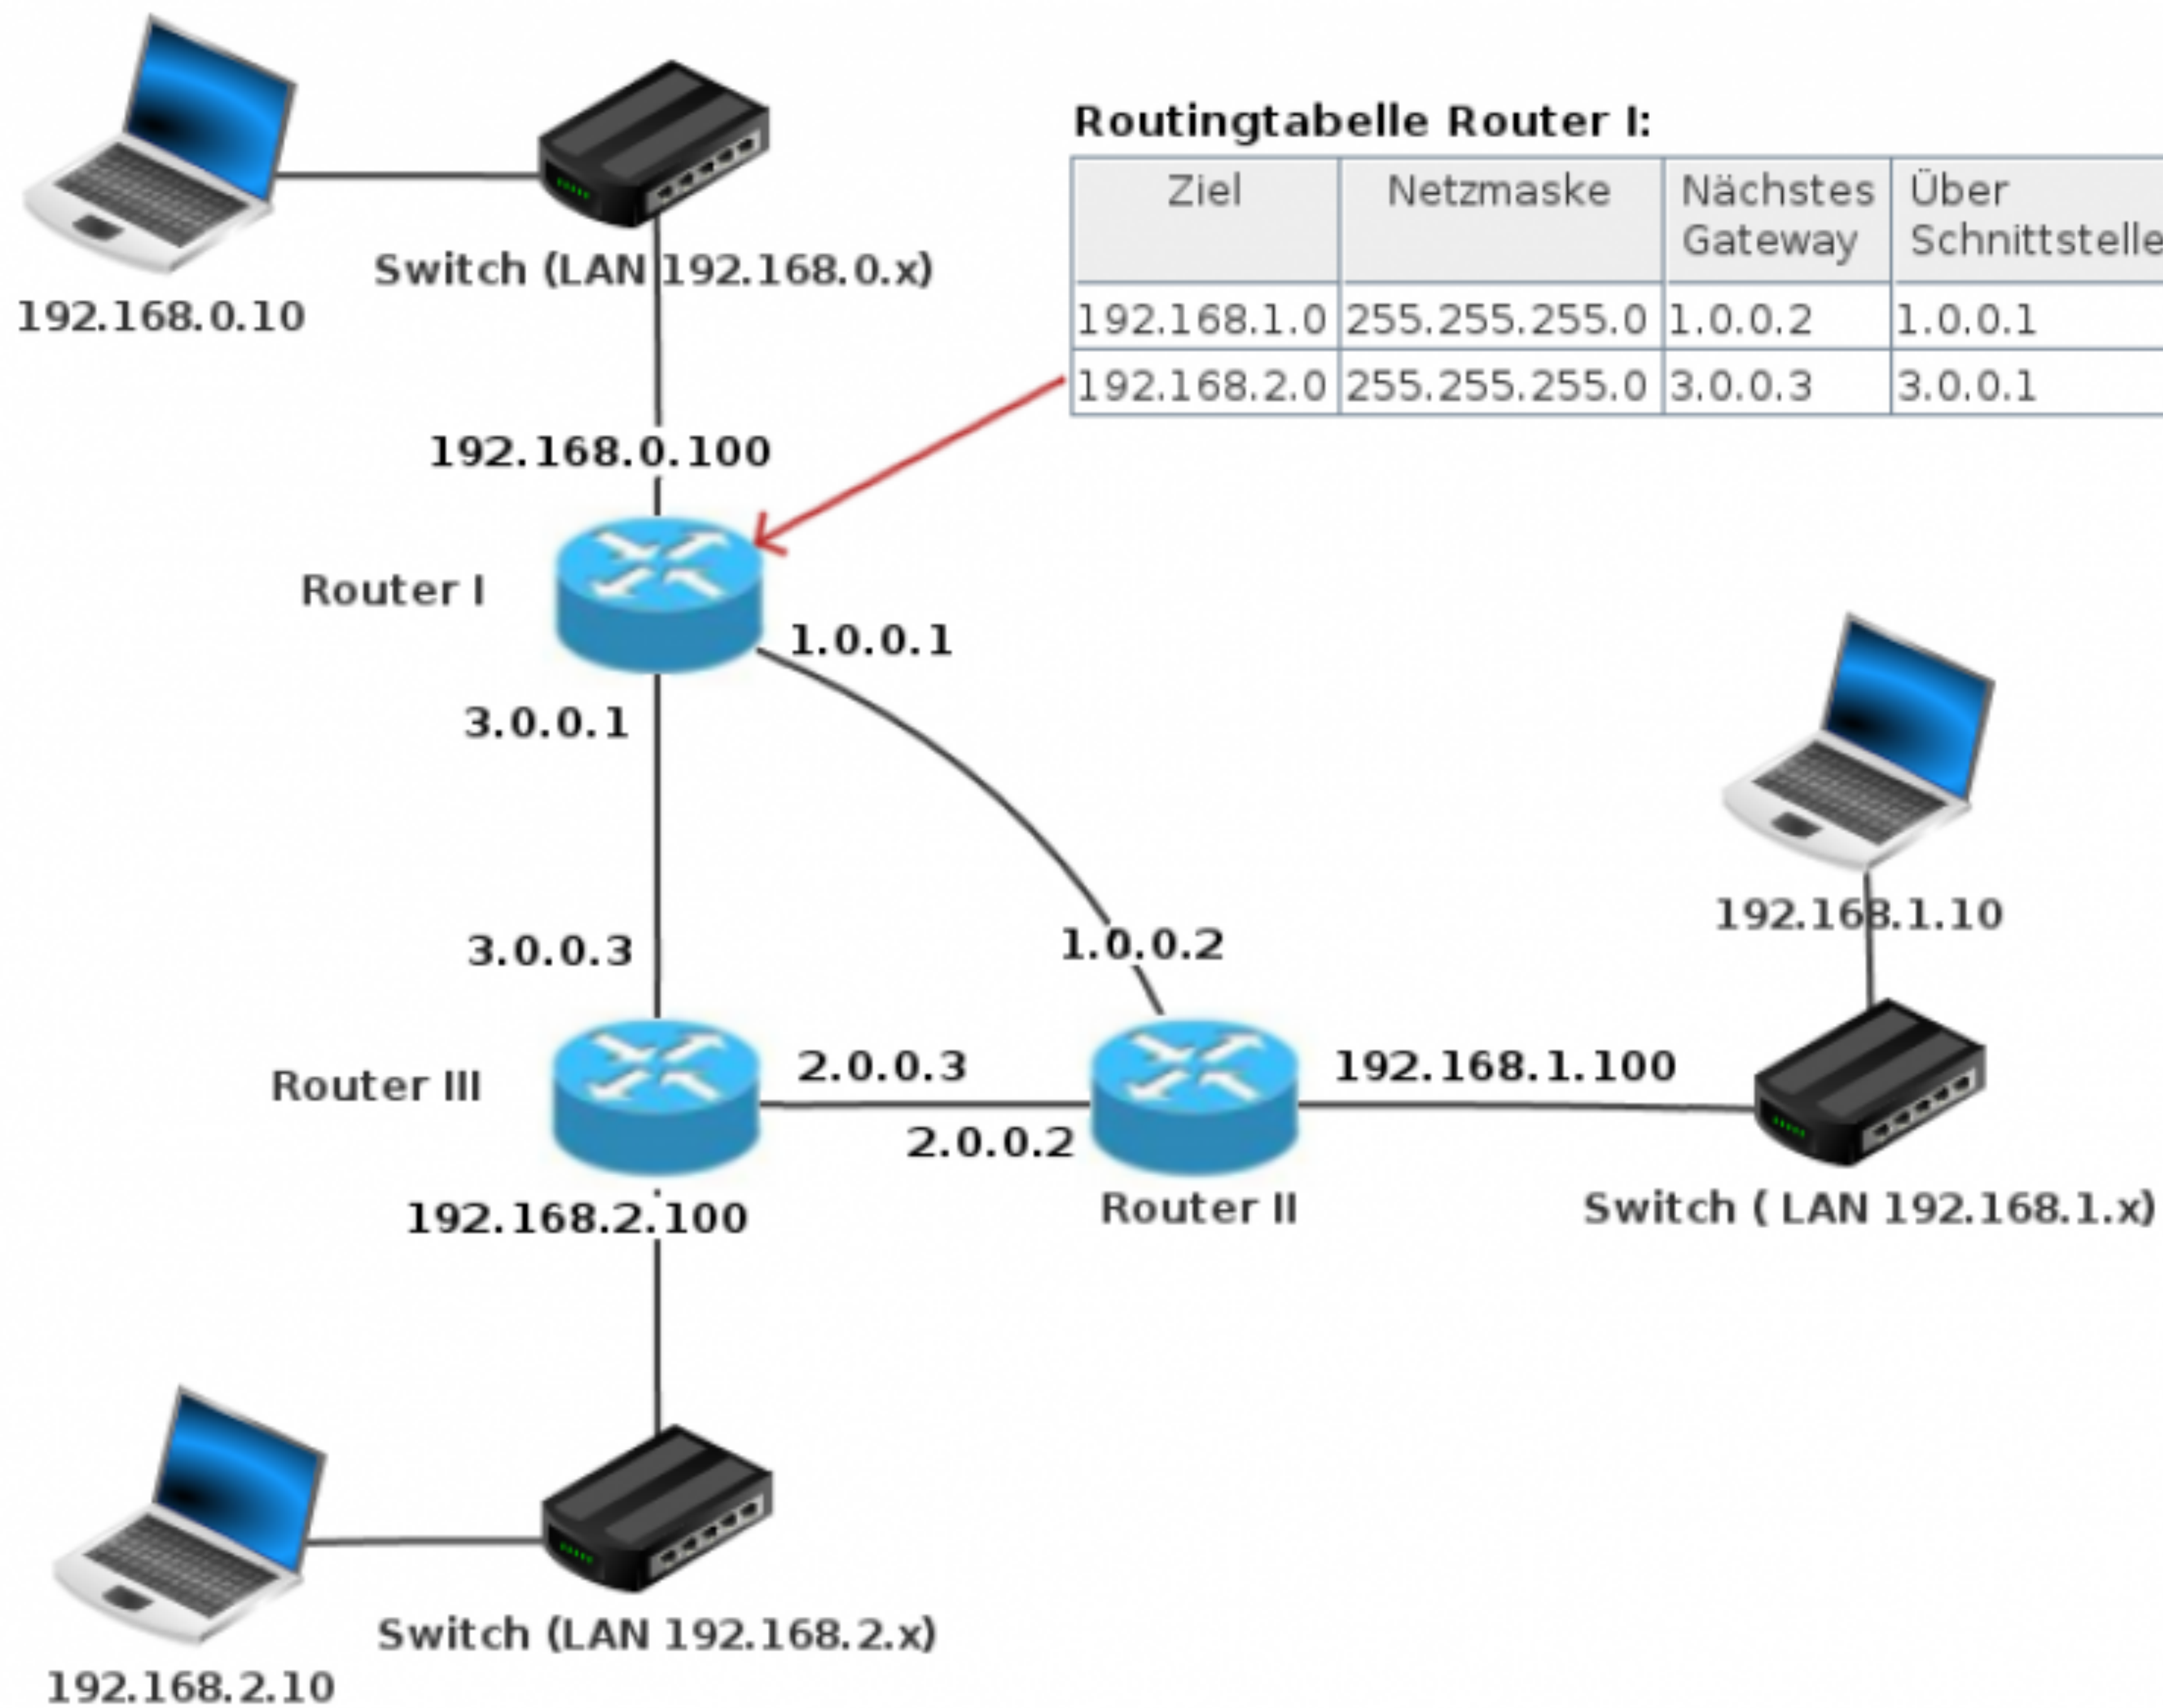 192.168.0.10
Switch (LAN 192.168.0.x)
Routingtabelle Router I:
Ziel Netzmaske Nächstes Gateway Über Schnittstelle
192.168.1.0 255.255.255.0 1.0.0.2 1.0.0.1
192.168.2.0 255.255.255.0 3.0.0.3 3.0.0.1
192.168.0.100
Router I
1.0.0.1
3.0.0.1
3.0.0.3
1.0.0.2
192.168.1.10
Router III
2.0.0.3
192.168.1.100
2.0.0.2
192.168.2.100
Router II
Switch ( LAN 192.168.1.x)
Switch (LAN 192.168.2.x)
192.168.2.10